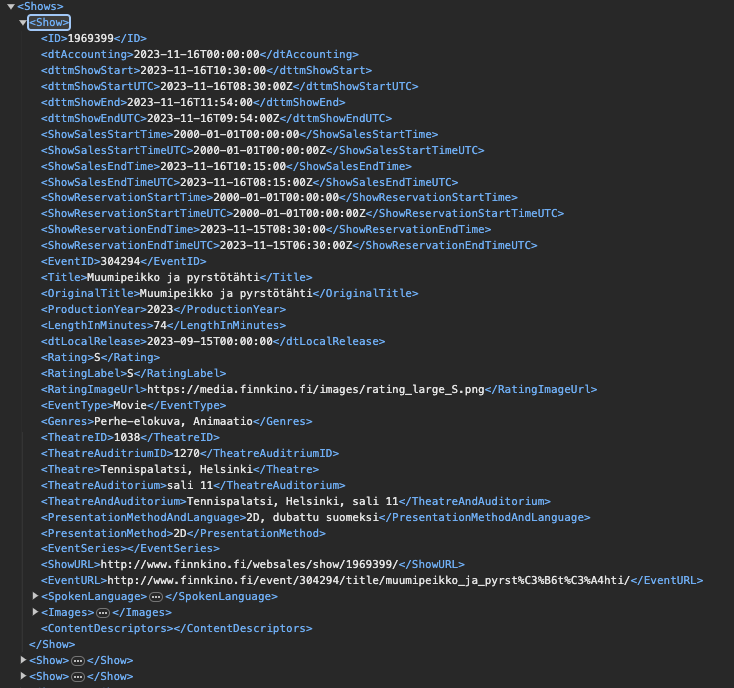 <Shows>
<Show>
<ID>1969399</ID>
<dtAccounting>2023-11-16T00:00:00</dtAccounting>
<dttmShowStart>2023-11-16T10:30:00</dttmShowStart>
<dttmShowStartUTC>2023-11-16T08:30:00Z</dttmShowStartUTC>
<dttmShowEnd>2023-11-16T11:54:00</dttmShowEnd>
<dttmShowEndUTC>2023-11-16T09:54:00Z</dttmShowEndUTC>
<ShowSalesStartTime>2000-01-01T00:00:00</ShowSalesStartTime>
<ShowSalesStartTimeUTC>2000-01-01T00:00:00Z</ShowSalesStartTimeUTC>
<ShowSalesEndTime>2023-11-16T10:15:00</ShowSalesEndTime>
<ShowSalesEndTimeUTC>2023-11-16T08:15:00Z</ShowSalesEndTimeUTC>
<ShowReservationStartTime>2000-01-01T00:00:00</ShowReservationStartTime>
<ShowReservationStartTimeUTC>2000-01-01T00:00:00Z</ShowReservationStartTimeUTC>
<ShowReservationEndTime>2023-11-15T08:30:00</ShowReservationEndTime>
<ShowReservationEndTimeUTC>2023-11-15T06:30:00Z</ShowReservationEndTimeUTC>
<EventID>304294</EventID>
<Title>Muumipeikko ja pyrstötähti</Title>
<OriginalTitle>Muumipeikko ja pyrstötähti</OriginalTitle>
<ProductionYear>2023</ProductionYear>
<LengthInMinutes>74</LengthInMinutes>
<dtLocalRelease>2023-09-15T00:00:00</dtLocalRelease>
<Rating>S</Rating>
<RatingLabel>S</RatingLabel>
<RatingImageUrl>https://media.finnkino.fi/images/rating_large_S.png</RatingImageUrl>
<EventType>Movie</EventType>
<Genres>Perhe-elokuva, Animaatio</Genres>
<TheatreID>1038</TheatreID>
<TheatreAuditriumID>1270</TheatreAuditriumID>
<Theatre>Tennispalatsi, Helsinki</Theatre>
<TheatreAuditorium>sali 11</TheatreAuditorium>
<TheatreAndAuditorium>Tennispalatsi, Helsinki, sali 11</TheatreAndAuditorium>
<PresentationMethodAndLanguage>2D, dubattu suomeksi</PresentationMethodAndLanguage>
<PresentationMethod>2D</PresentationMethod>
<EventSeries></EventSeries>
<ShowURL>http://www.finnkino.fi/websales/show/1969399/</ShowURL>
<EventURL>http://www.finnkino.fi/event/304294/title/muumipeikko_ja_pyrst%C3%B6t%C3%A4hti/</EventURL>
<SpokenLanguage>…</SpokenLanguage>
<Images>…</Images>
<ContentDescriptors></ContentDescriptors>
</Show>
<Show>…</Show>
<Show>…</Show>